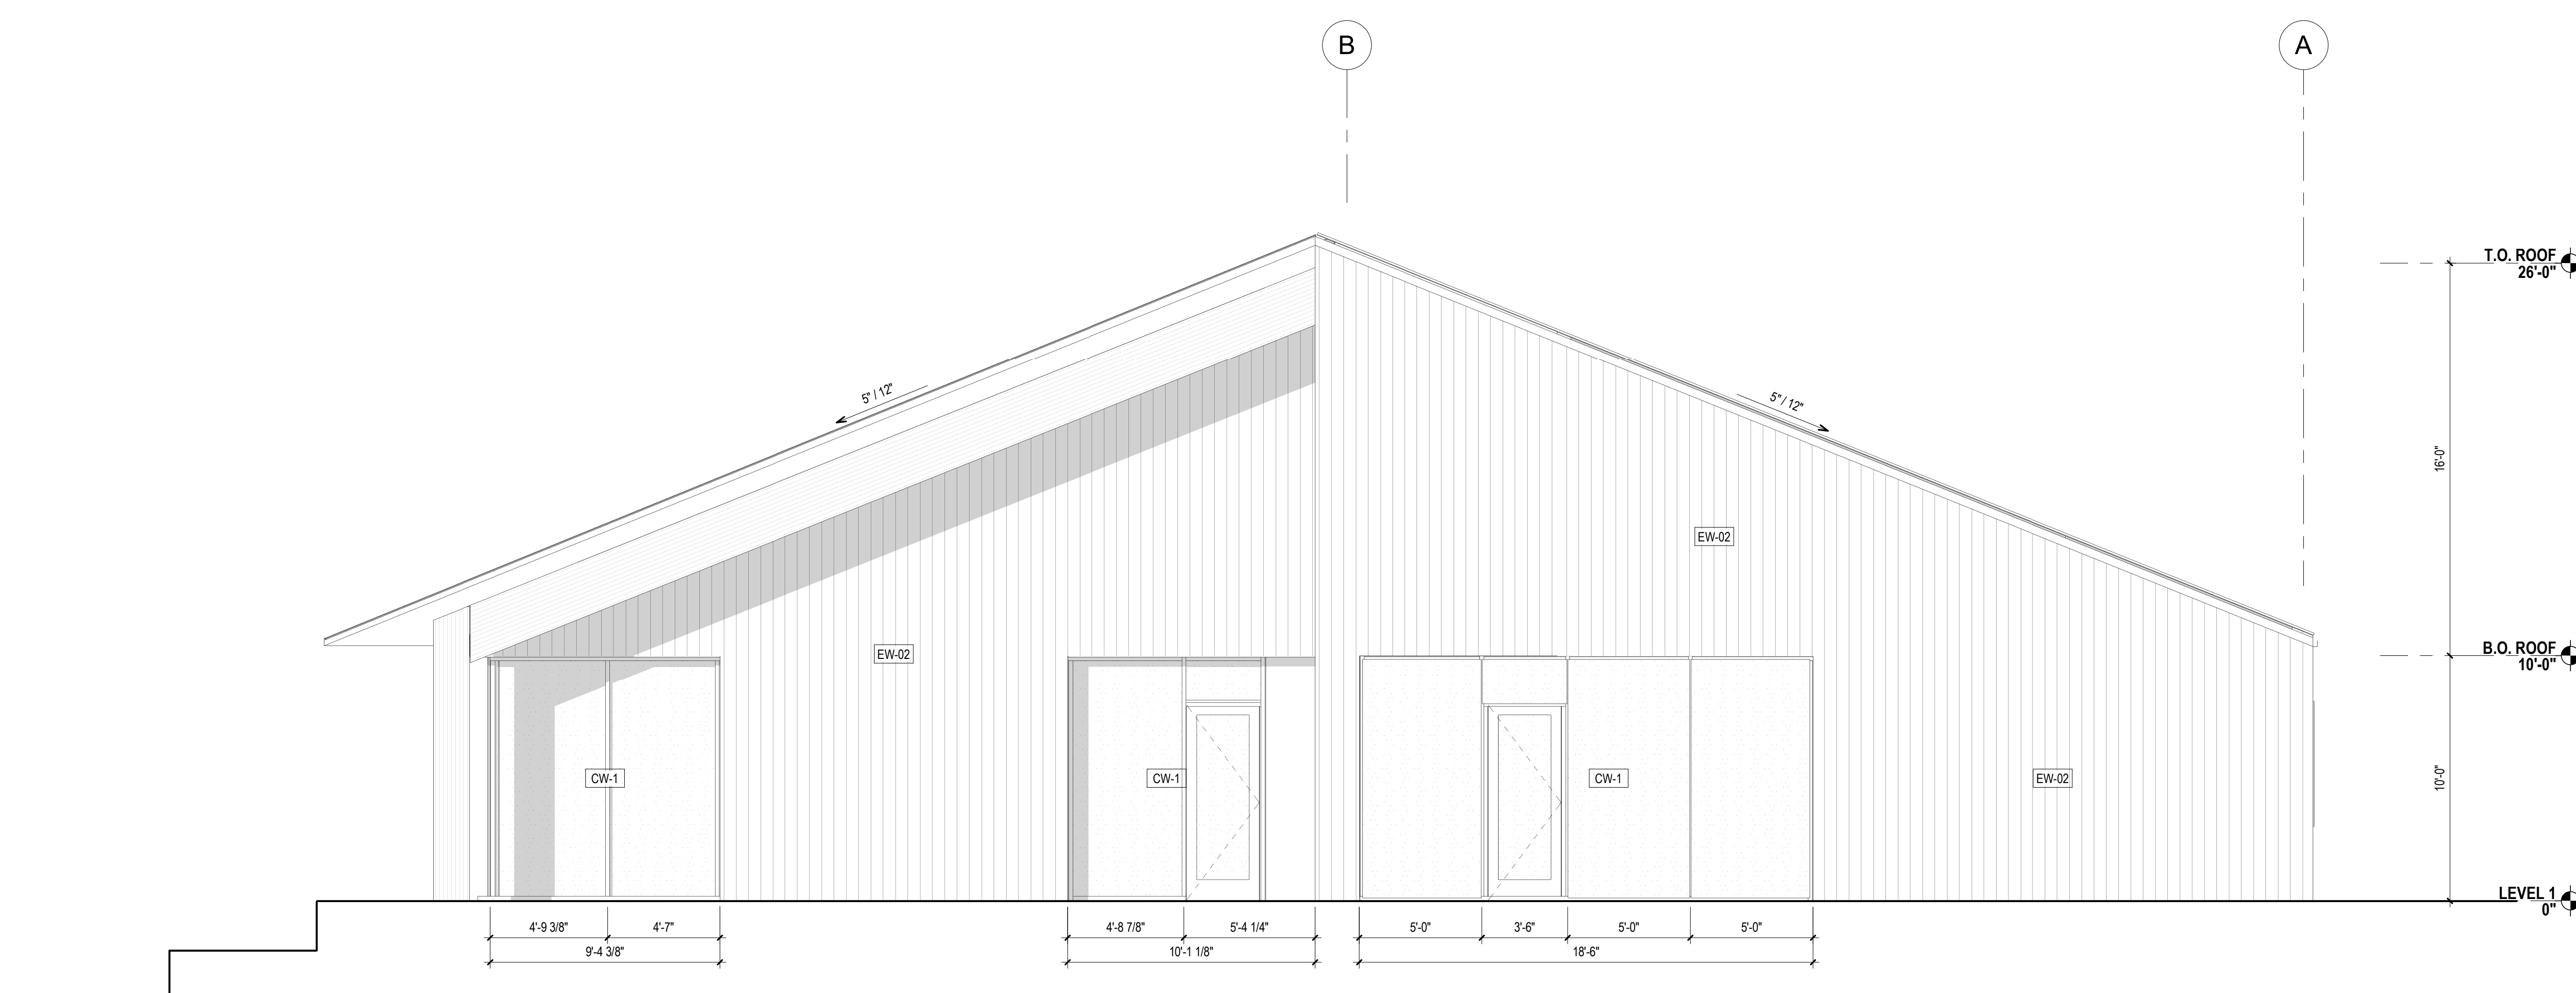 B
A
T.O. ROOF
26'-0"
5" / 12"
5" / 12"
16'-0"
EW-02
EW-02
B.O. ROOF
10'-0"
CW-1
CW-1
CW-1
EW-02
10'-0"
LEVEL 1
0"
4'-9 3/8"
4'-7"
4'-8 7/8"
5'-4 1/4"
5'-0"
3'-6"
5'-0"
5'-0"
9'-4 3/8"
10'-1 1/8"
18'-6"